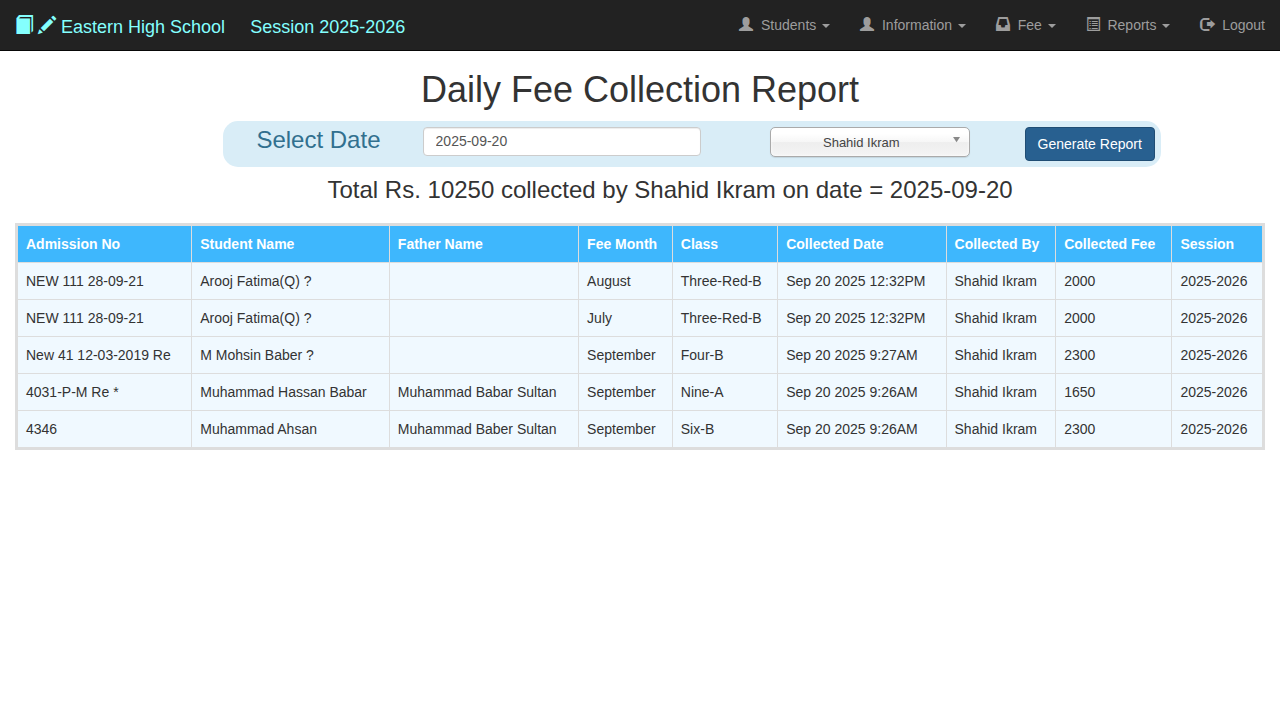 Eastern High School Session 2025-2026 Students Information Fee Reports Logout
Daily Fee Collection Report
Select Date 2025-09-20 Shahid Ikram Generate Report
Total Rs. 10250 collected by Shahid Ikram on date = 2025-09-20
Admission No Student Name Father Name Fee Month Class Collected Date Collected By Collected Fee Session
NEW 111 28-09-21 Arooj Fatima(Q) ? August Three-Red-B Sep 20 2025 12:32PM Shahid Ikram 2000 2025-2026
NEW 111 28-09-21 Arooj Fatima(Q) ? July Three-Red-B Sep 20 2025 12:32PM Shahid Ikram 2000 2025-2026
New 41 12-03-2019 Re M Mohsin Baber ? September Four-B Sep 20 2025 9:27AM Shahid Ikram 2300 2025-2026
4031-P-M Re * Muhammad Hassan Babar Muhammad Babar Sultan September Nine-A Sep 20 2025 9:26AM Shahid Ikram 1650 2025-2026
4346 Muhammad Ahsan Muhammad Baber Sultan September Six-B Sep 20 2025 9:26AM Shahid Ikram 2300 2025-2026